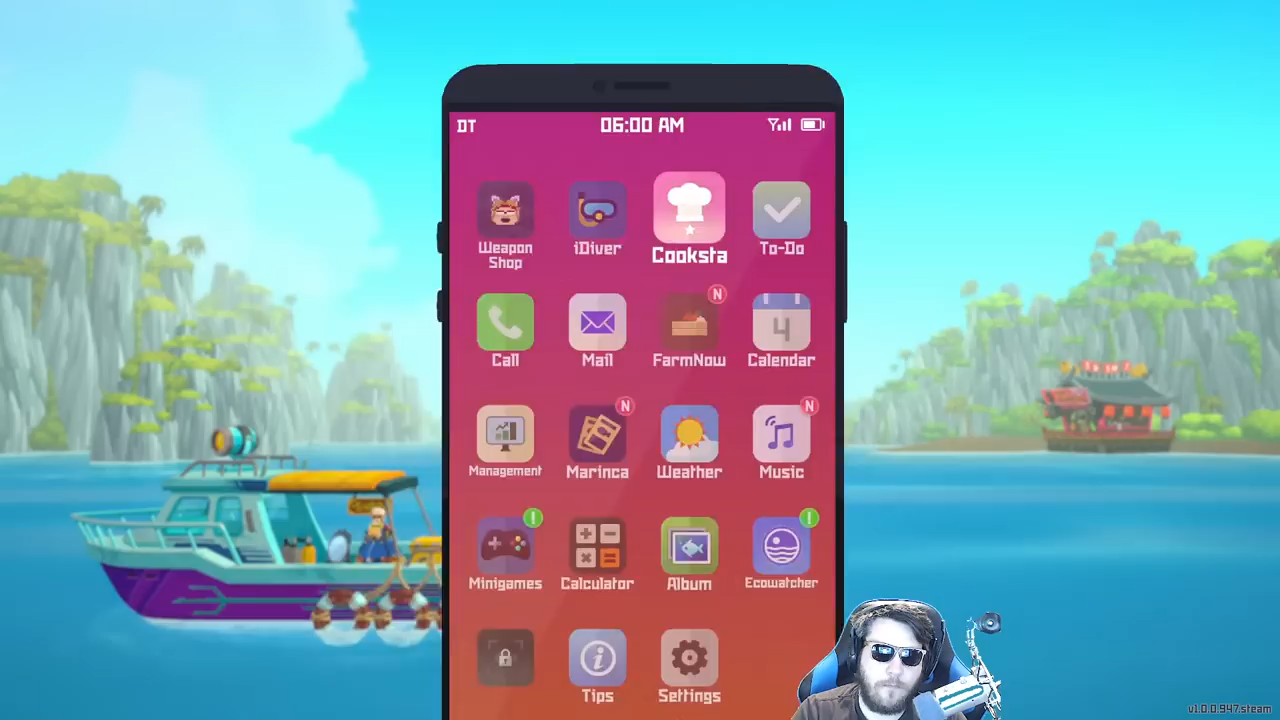 DT
06:00 AM
Weapon
Shop
iDiver
Cooksta
To-Do
N
4
Call
Mail
FarmNow
Calendar
N
N
Management
Marinca
Weather
Music
!
!
Minigames
Calculator
Album
Ecowatcher
Tips
Settings
v1.0.0.947.steam